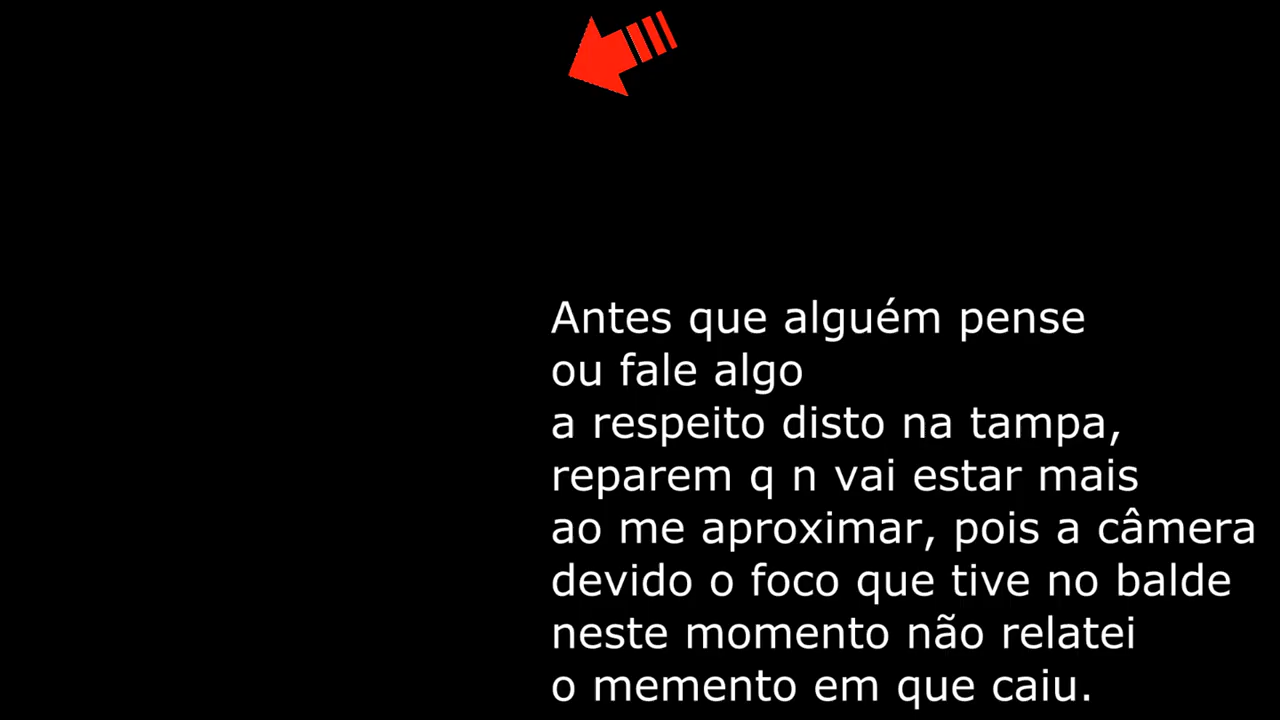 Antes que alguém pense
ou fale algo
a respeito disto na tampa,
reparem q n vai estar mais
ao me aproximar, pois a câmera
devido o foco que tive no balde
neste momento não relatei
o memento em que caiu.